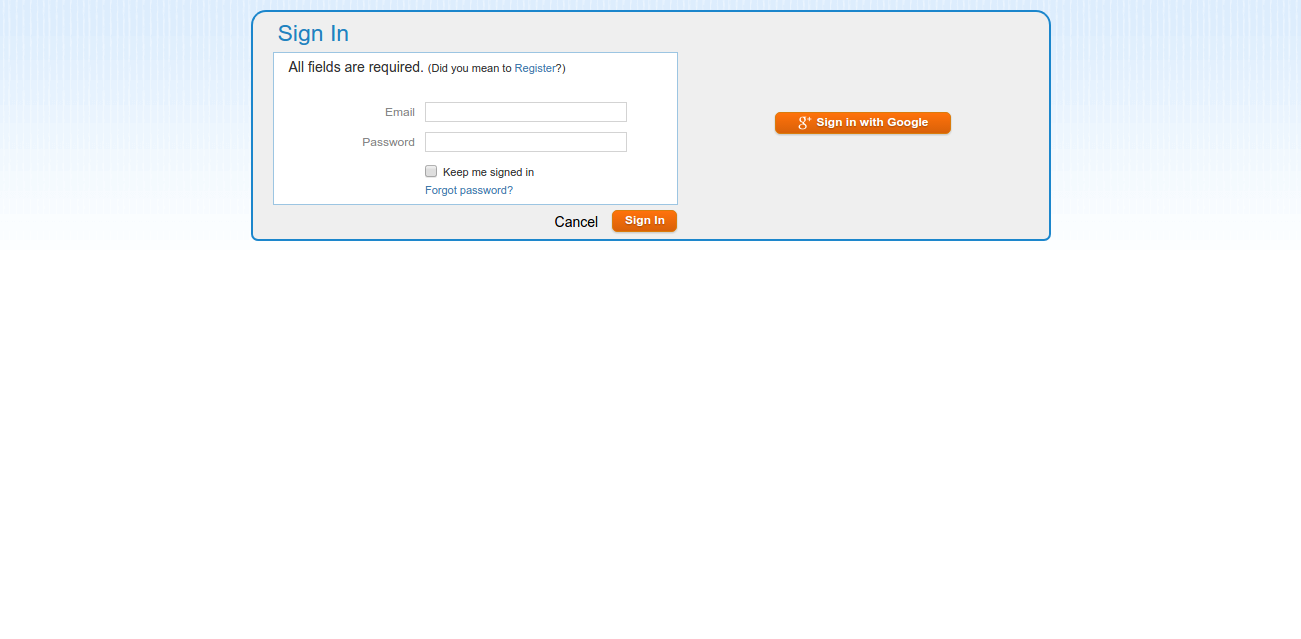 Sign In
All fields are required. (Did you mean to Register?)
Email
Password
Keep me signed in
Forgot password?
Cancel
Sign In
g+ Sign in with Google